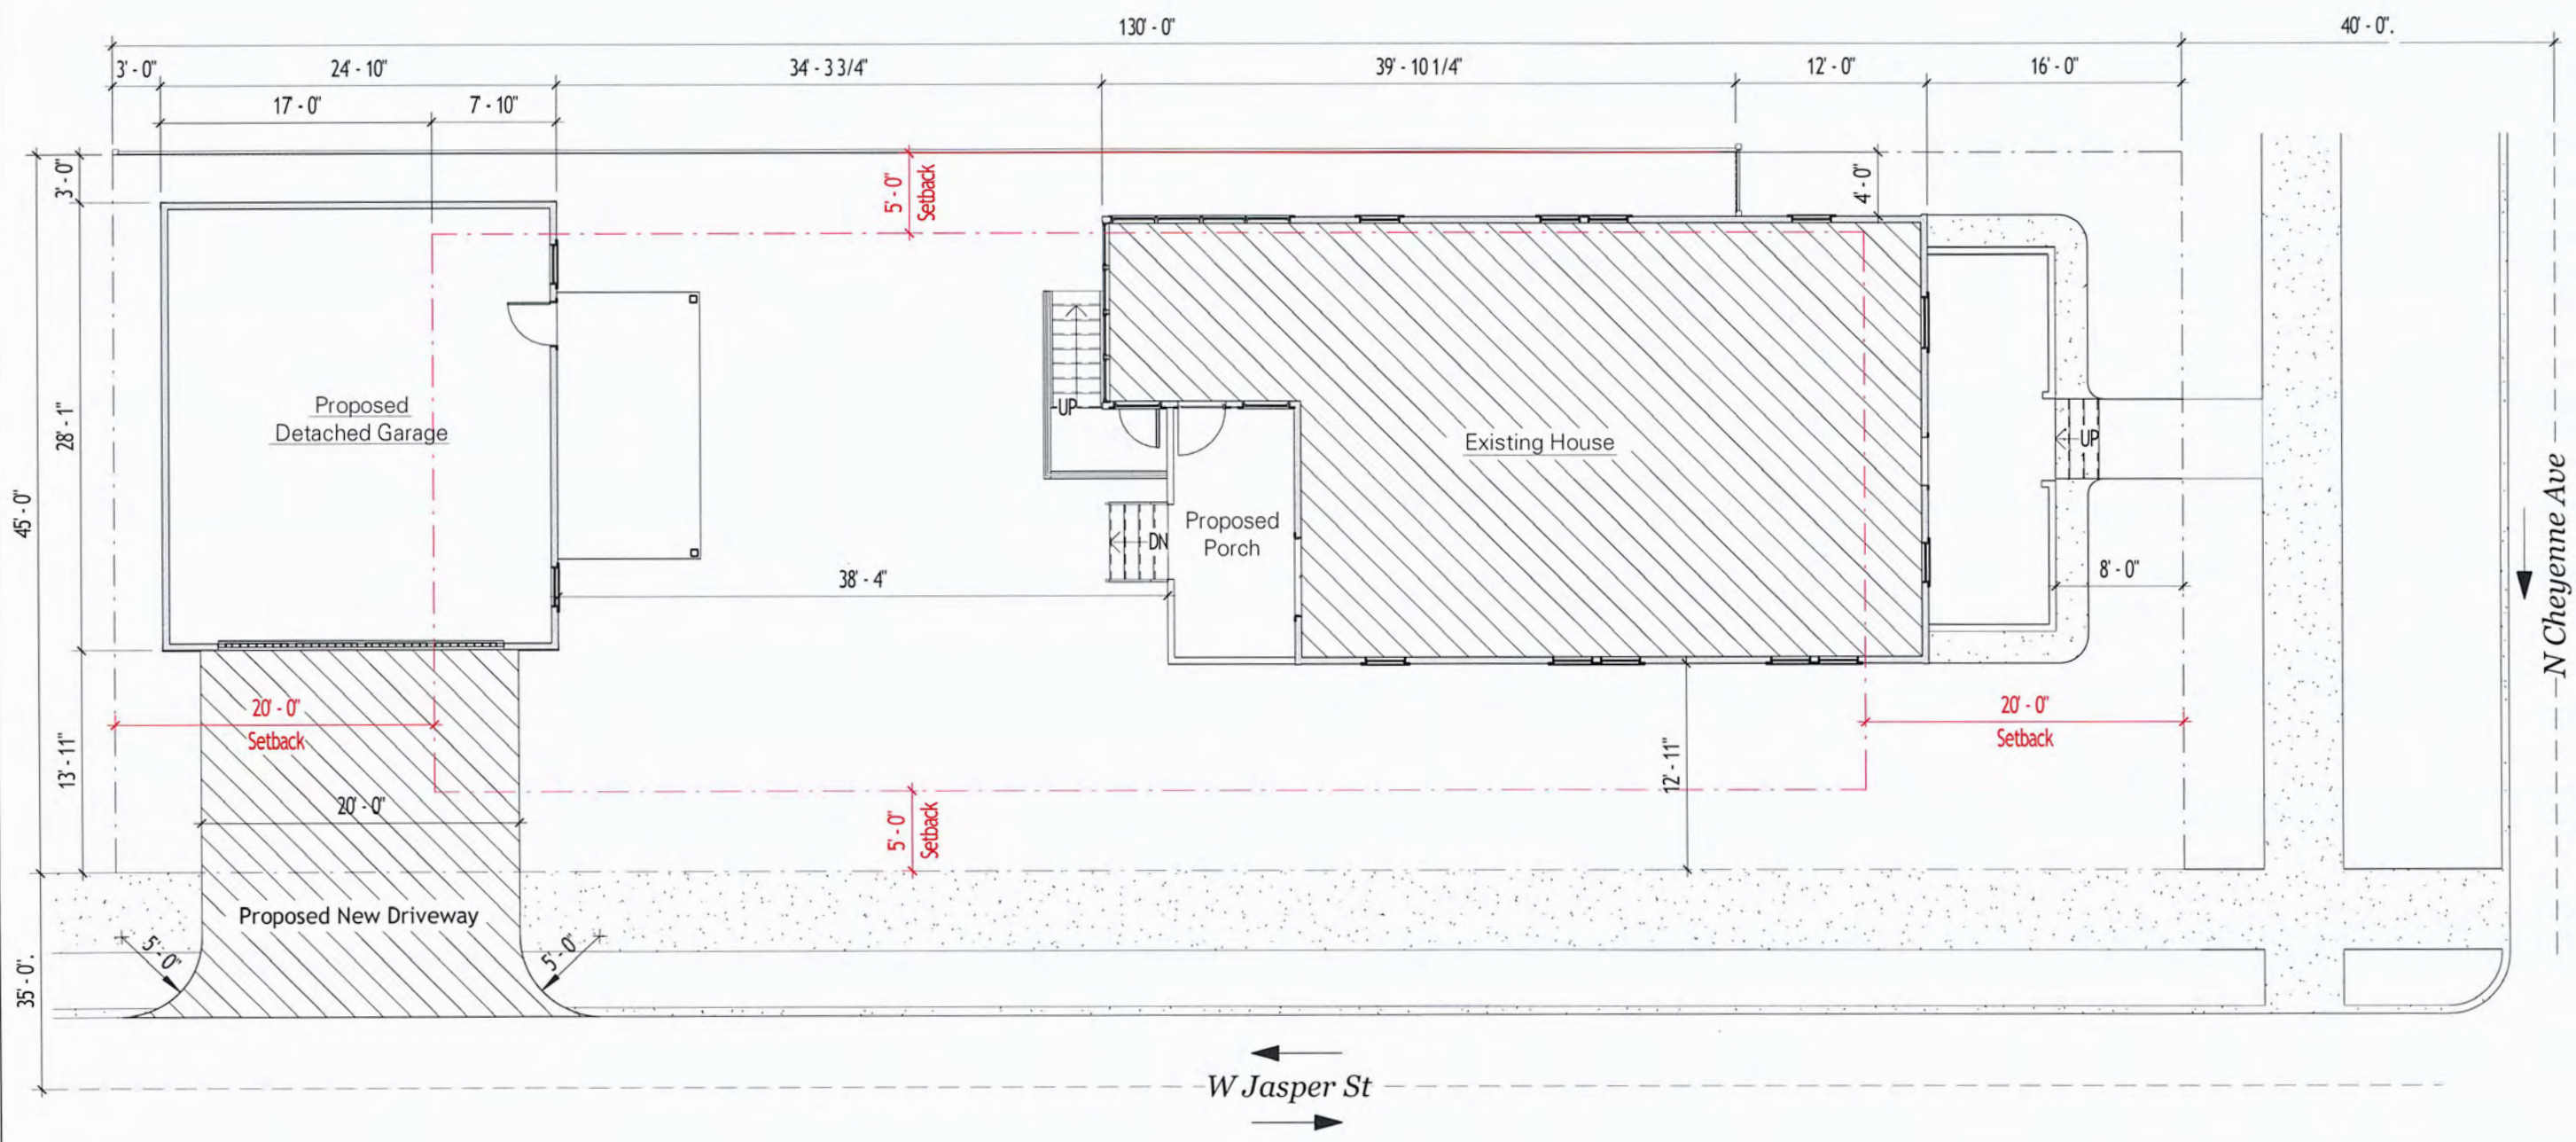 130' - 0"
40' - 0".
3' - 0"
24' - 10"
34' - 3 3/4"
39' - 10 1/4"
12' - 0"
16' - 0"
17' - 0"
7' - 10"
3' - 0"
5' - 0"
Setback
4' - 0"
Proposed
Detached Garage
28' - 1"
45' - 0"
UP
Existing House
UP
Proposed
Porch
DN
38' - 4"
8' - 0"
N Cheyenne Ave
20' - 0"
Setback
13' - 11"
20' - 0"
12' - 11"
20' - 0"
Setback
5' - 0"
Setback
Proposed New Driveway
5' - 0"
5' - 0"
35' - 0".
W Jasper St